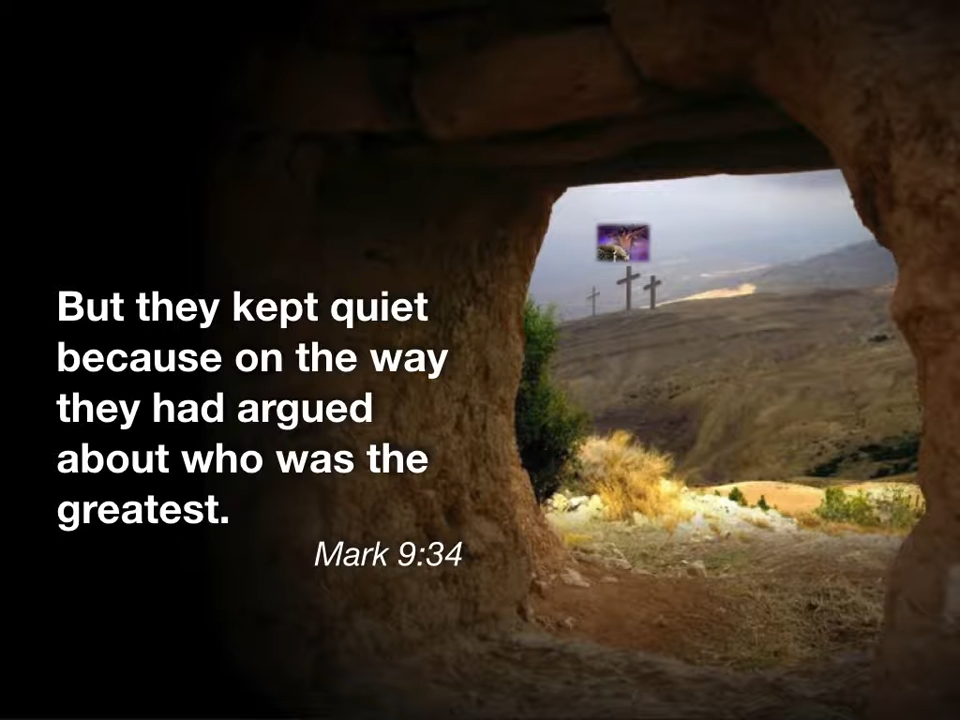 But they kept quiet
because on the way
they had argued
about who was the
greatest.
Mark 9:34